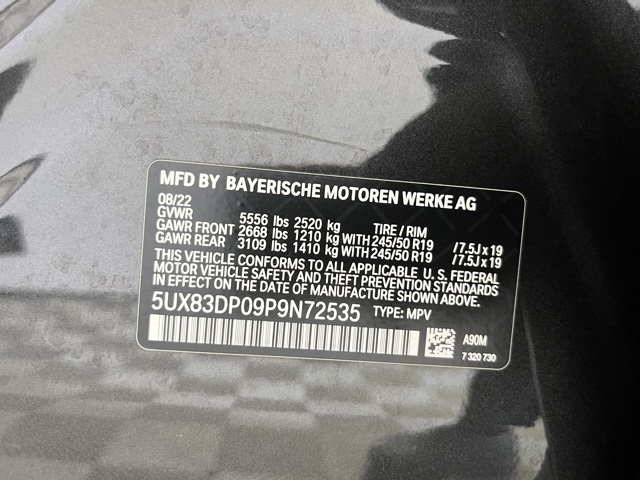 MFD BY BAYERISCHE MOTOREN WERKE AG
08/22
GVWR 5556 lbs 2520 kg TIRE / RIM
GAWR FRONT 2668 lbs 1210 kg WITH 245/50 R19 /7.5J x 19
GAWR REAR 3109 lbs 1410 kg WITH 245/50 R19 /7.5J x 19
THIS VEHICLE CONFORMS TO ALL APPLICABLE U. S. FEDERAL
MOTOR VEHICLE SAFETY AND THEFT PREVENTION STANDARDS
IN EFFECT ON THE DATE OF MANUFACTURE SHOWN ABOVE.
5UX83DP09P9N72535 TYPE: MPV
A90M
7 320 730